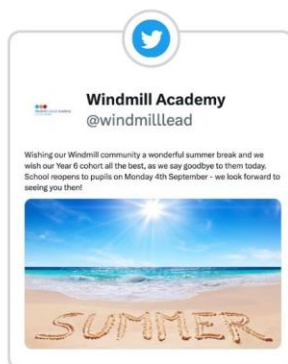 Windmill Academy
@windmilllead
Wishing our Windmill community a wonderful summer break and we
wish our Year 6 cohort all the best, as we say goodbye to them today.
School reopens to pupils on Monday 4th September - we look forward to
seeing you then!
SUMMER